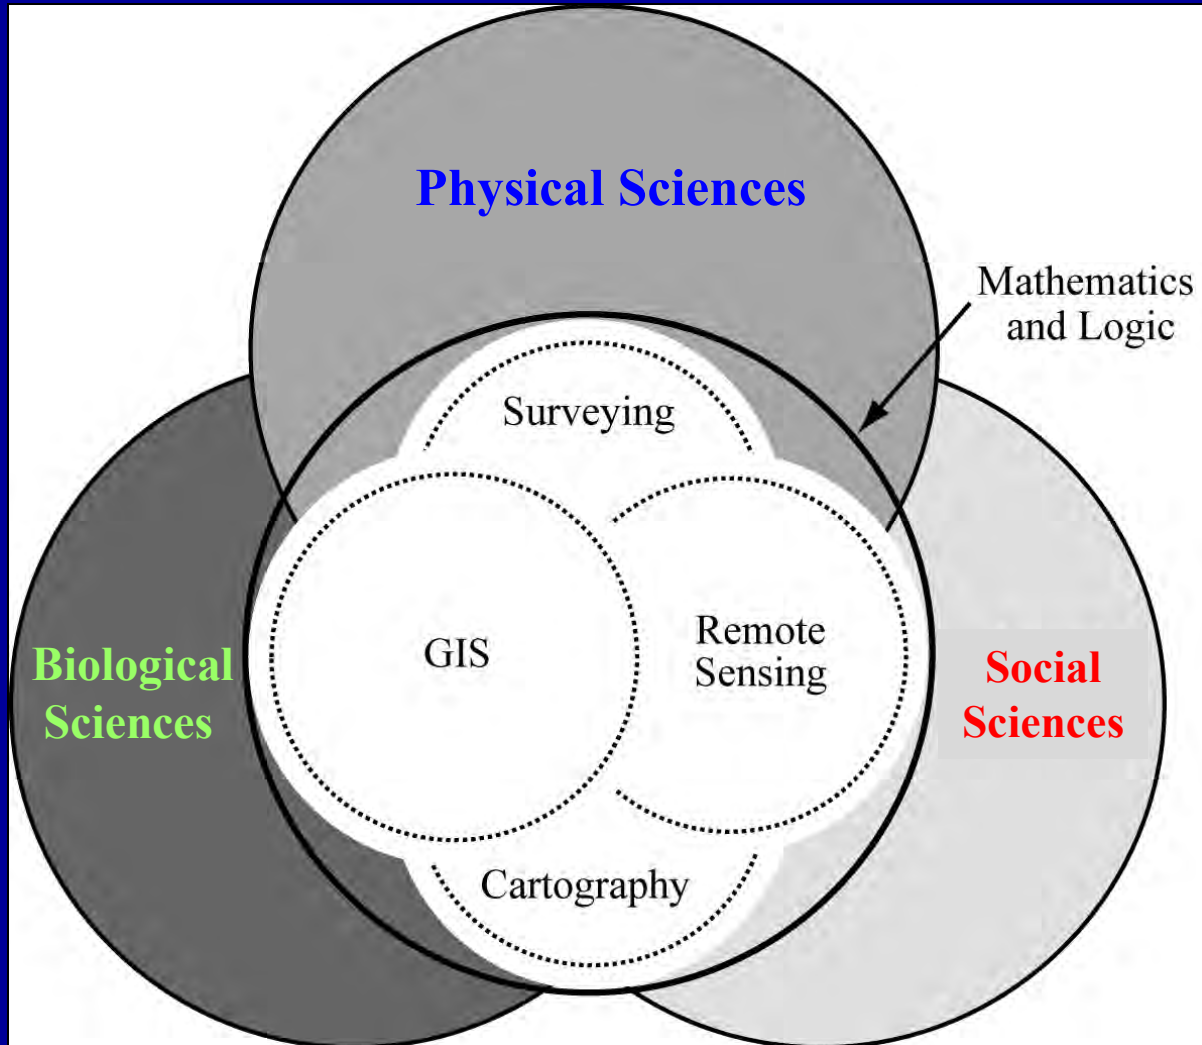 Physical Sciences
Mathematics
and Logic
Surveying
GIS
Remote
Sensing
Biological
Sciences
Social
Sciences
Cartography